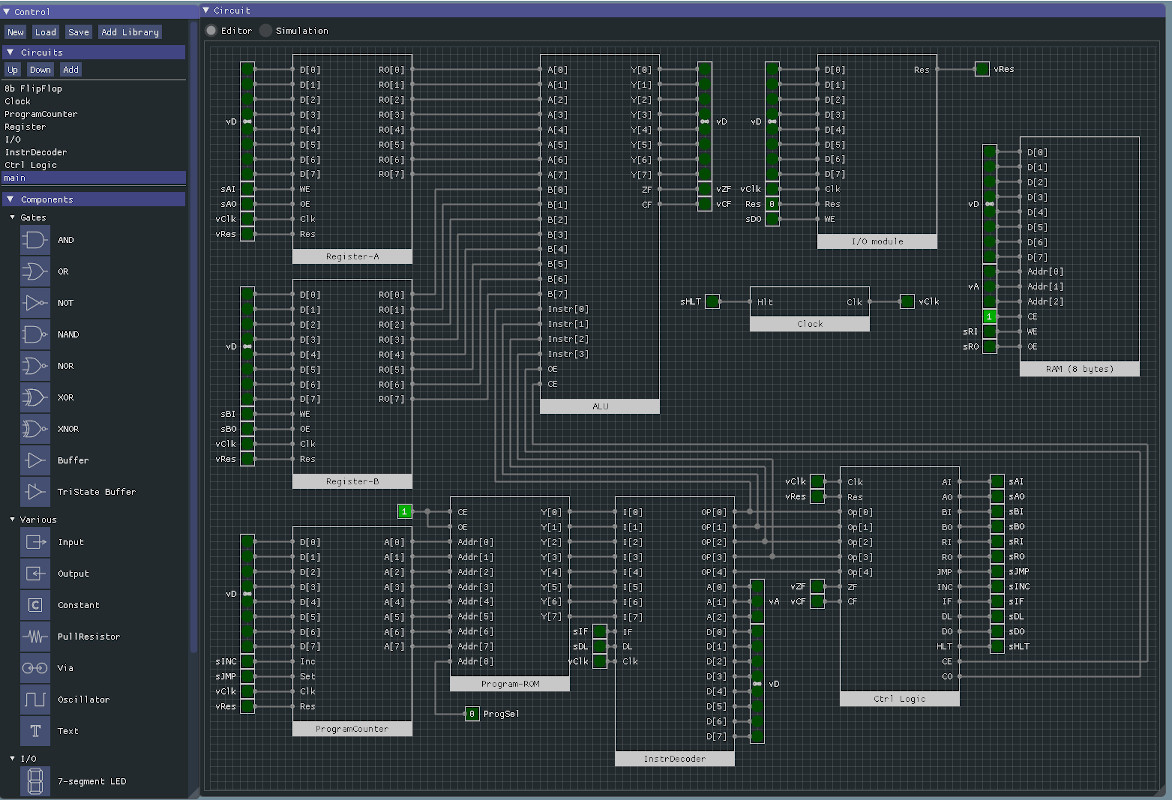 Control
New Load Save Add Library
Circuits
Up Down Add
8b FlipFlop
Clock
ProgramCounter
Register
I/O
InstrDecoder
Ctrl Logic
main
Components
Gates
AND
OR
NOT
NAND
NOR
XOR
XNOR
Buffer
TriState Buffer
Various
Input
Output
C Constant
PullResistor
Via
Oscillator
T Text
I/O
7-segment LED
Circuit
Editor Simulation
D[0] RO[0]
D[1] RO[1]
D[2] RO[2]
D[3] RO[3]
vD D[4] RO[4]
D[5] RO[5]
D[6] RO[6]
D[7] RO[7]
sAI WE
sAO OE
vClk Clk
vRes Res
Register-A
D[0] RO[0]
D[1] RO[1]
D[2] RO[2]
D[3] RO[3]
vD D[4] RO[4]
D[5] RO[5]
D[6] RO[6]
D[7] RO[7]
sBI WE
sBO OE
vClk Clk
vRes Res
Register-B
A[0] Y[0]
A[1] Y[1]
A[2] Y[2]
A[3] Y[3] vD
A[4] Y[4]
A[5] Y[5]
A[6] Y[6]
A[7] Y[7]
B[0] ZF vZF
B[1] CF vCF
B[2]
B[3]
B[4]
B[5]
B[6]
B[7]
Instr[0]
Instr[1]
Instr[2]
Instr[3]
OE
CE
ALU
D[0] Res vRes
D[1]
D[2]
D[3]
vD D[4]
D[5]
D[6]
D[7]
vClk Clk
Res 0 Res
sDO WE
I/O module
sHLT Hlt Clk vClk
Clock
D[0]
D[1]
D[2]
D[3]
vD D[4]
D[5]
D[6]
D[7]
Addr[0]
vA Addr[1]
Addr[2]
1 CE
sRI WE
sRO OE
RAM (8 bytes)
D[0] A[0]
D[1] A[1]
D[2] A[2]
D[3] A[3]
vD D[4] A[4]
D[5] A[5]
D[6] A[6]
D[7] A[7]
sINC Inc
sJMP Set
vClk Clk
vRes Res
ProgramCounter
1 CE Y[0]
OE Y[1]
Addr[0] Y[2]
Addr[1] Y[3]
Addr[2] Y[4]
Addr[3] Y[5]
Addr[4] Y[6]
Addr[5] Y[7]
Addr[6]
Addr[7]
Addr[8]
Program-ROM
0 ProgSel
I[0] OP[0]
I[1] OP[1]
I[2] OP[2]
I[3] OP[3]
I[4] OP[4]
I[5] A[0]
I[6] A[1] vA
I[7] A[2]
sIF IF D[0]
sDL DL D[1]
vClk Clk D[2]
D[3] vD
D[4]
D[5]
D[6]
D[7]
InstrDecoder
vClk Clk AI sAI
vRes Res AO sAO
Op[0] BI sBI
Op[1] BO sBO
Op[2] RI sRI
Op[3] RO sRO
Op[4] JMP sJMP
vZF ZF INC sINC
vCF CF IF sIF
DL sDL
DO sDO
HLT sHLT
CE
CO
Ctrl Logic